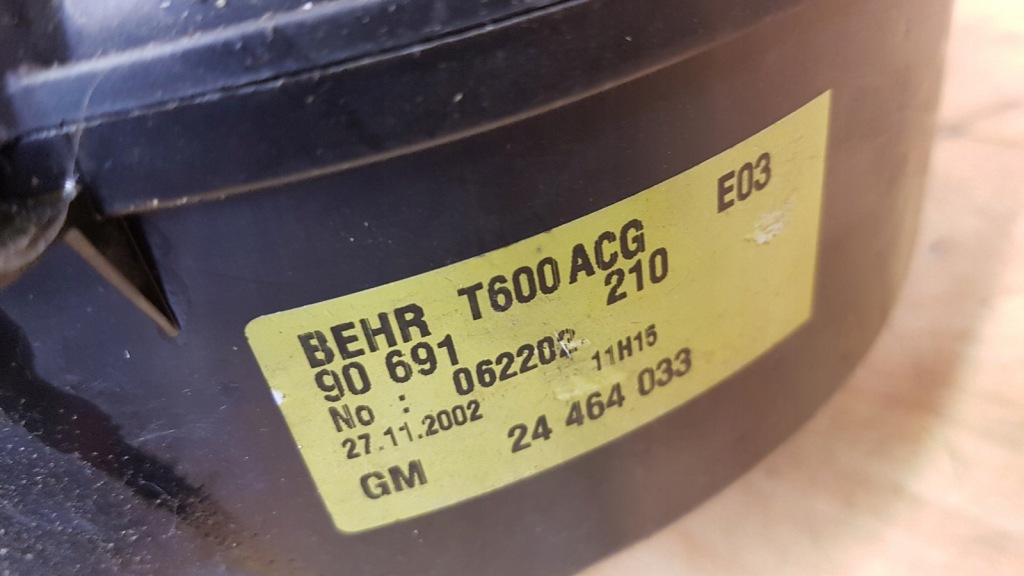 BEHR T600 ACG E03
90 691 210
No : 062202
27.11.2002 11H15
GM 24 464 033